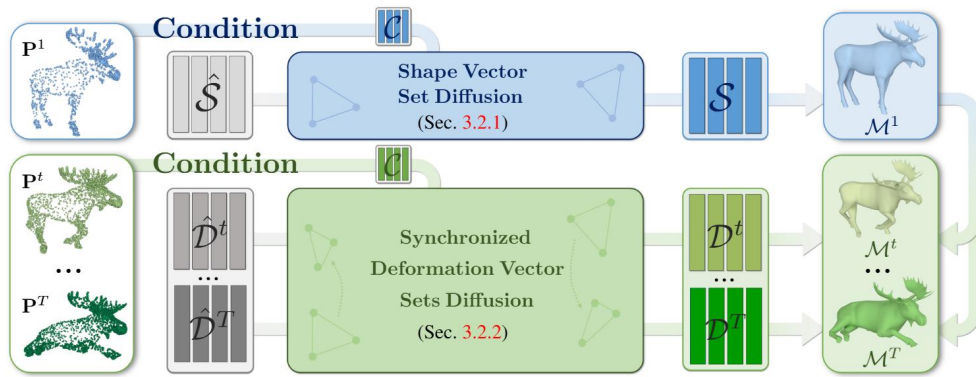 P¹ Condition C
Ŝ
Shape Vector
Set Diffusion
(Sec. 3.2.1)
S
M¹
Pᵗ Condition C
D̂ᵗ
...
D̂ᵀ
Synchronized
Deformation Vector
Sets Diffusion
(Sec. 3.2.2)
Dᵗ
...
Dᵀ
Mᵗ
...
Mᵀ
...
Pᵀ